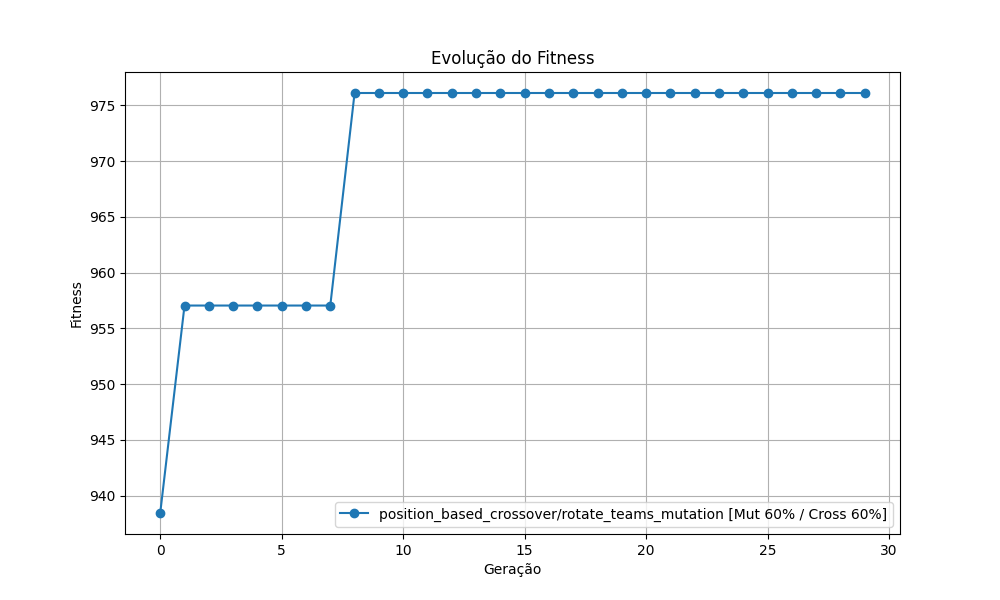 Evolução do Fitness
Fitness
975
970
965
960
955
950
945
940
position_based_crossover/rotate_teams_mutation [Mut 60% / Cross 60%]
0 5 10 15 20 25 30
Geração